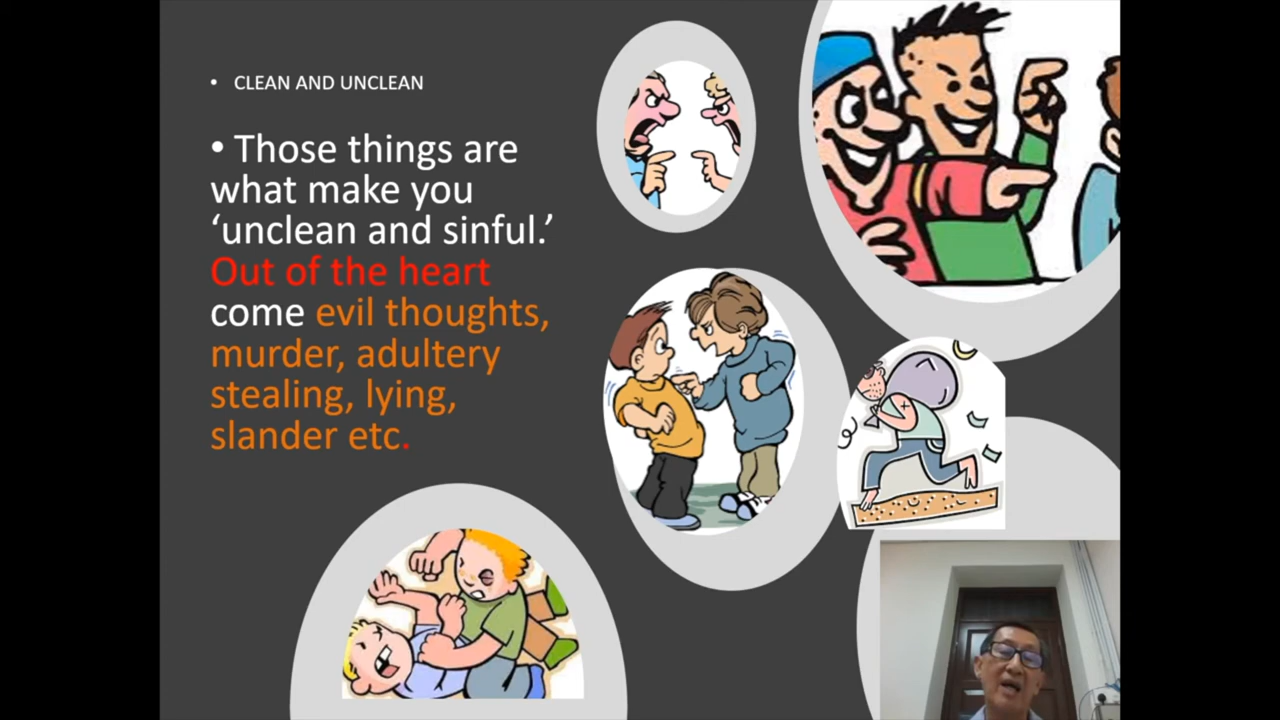 • CLEAN AND UNCLEAN
• Those things are
what make you
‘unclean and sinful.’
Out of the heart
come evil thoughts,
murder, adultery
stealing, lying,
slander etc.